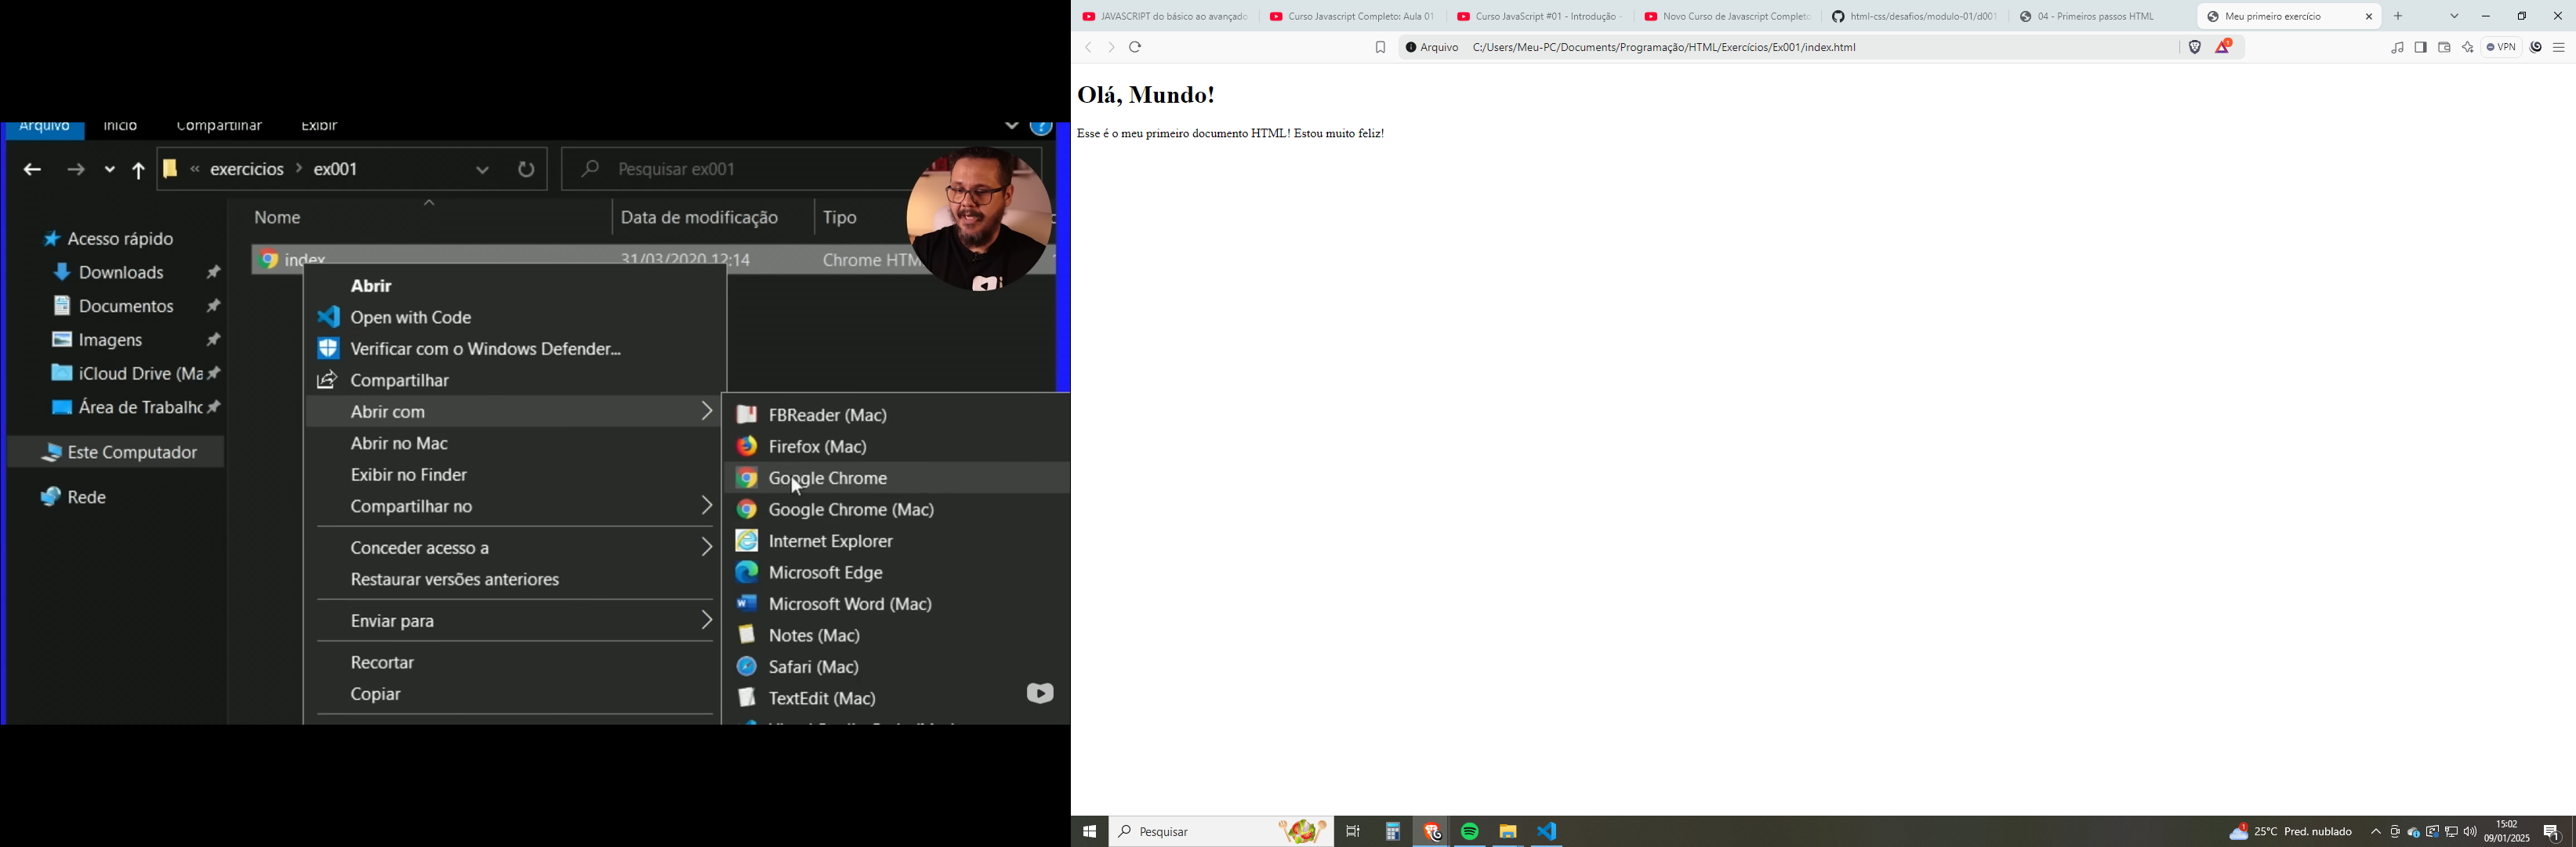 Arquivo Início Compartilhar Exibir
« exercicios > ex001
Pesquisar ex001
Nome Data de modificação Tipo
index 31/03/2020 12:14 Chrome HTM
Acesso rápido
Downloads
Documentos
Imagens
iCloud Drive (Ma
Área de Trabalho
Este Computador
Rede
Abrir
Open with Code
Verificar com o Windows Defender...
Compartilhar
Abrir com
Abrir no Mac
Exibir no Finder
Compartilhar no
Conceder acesso a
Restaurar versões anteriores
Enviar para
Recortar
Copiar
FBReader (Mac)
Firefox (Mac)
Google Chrome
Google Chrome (Mac)
Internet Explorer
Microsoft Edge
Microsoft Word (Mac)
Notes (Mac)
Safari (Mac)
TextEdit (Mac)
JAVASCRIPT do básico ao avançado
Curso Javascript Completo: Aula 01
Curso JavaScript #01 - Introdução -
Novo Curso de Javascript Completo
html-css/desafios/modulo-01/d001
04 - Primeiros passos HTML
Meu primeiro exercício
Arquivo C:/Users/Meu-PC/Documents/Programação/HTML/Exercícios/Ex001/index.html
1
VPN
Olá, Mundo!
Esse é o meu primeiro documento HTML! Estou muito feliz!
Pesquisar
1
25°C Pred. nublado
15:02
09/01/2025
1